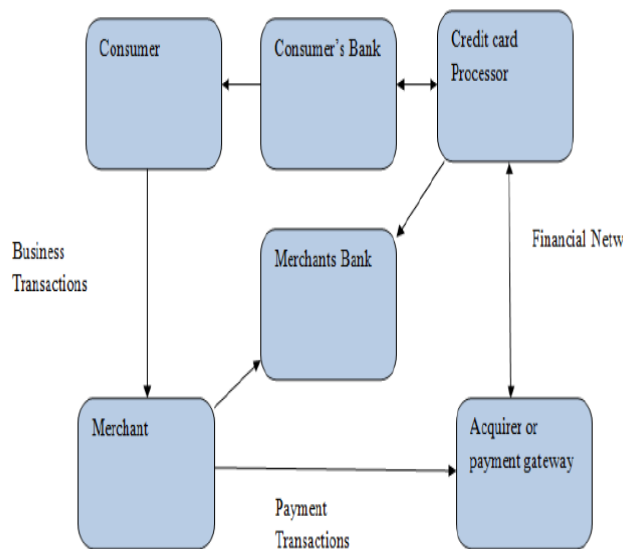 Consumer
Consumer's Bank
Credit card
Processor
Business
Transactions
Merchants Bank
Financial Netw
Merchant
Acquirer or
payment gateway
Payment
Transactions